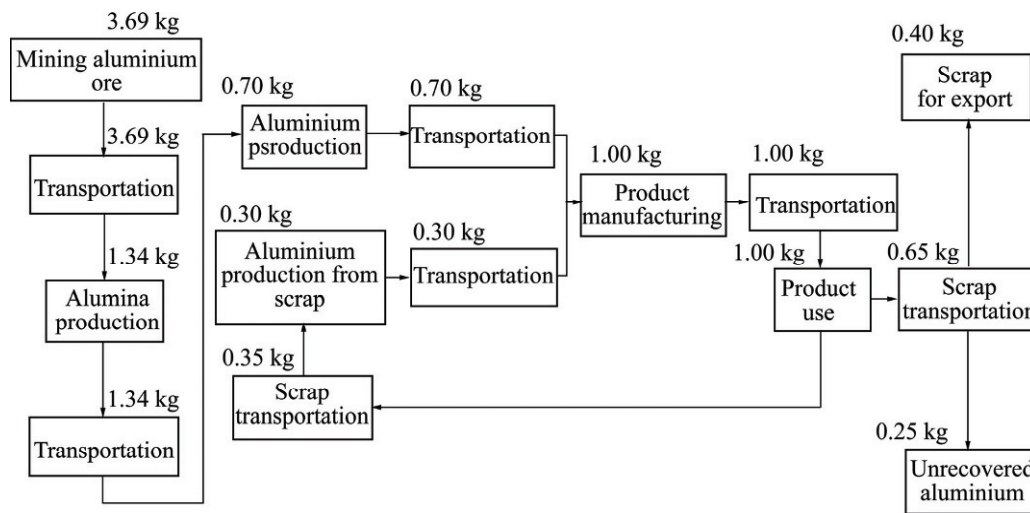 3.69 kg
Mining aluminium
ore
3.69 kg
Transportation
1.34 kg
Alumina
production
1.34 kg
Transportation
0.70 kg
Aluminium
psroduction
0.70 kg
Transportation
0.30 kg
Aluminium
production from
scrap
0.30 kg
Transportation
0.35 kg
Scrap
transportation
1.00 kg
Product
manufacturing
1.00 kg
Transportation
1.00 kg
Product
use
0.65 kg
Scrap
transportation
0.40 kg
Scrap
for export
0.25 kg
Unrecovered
aluminium